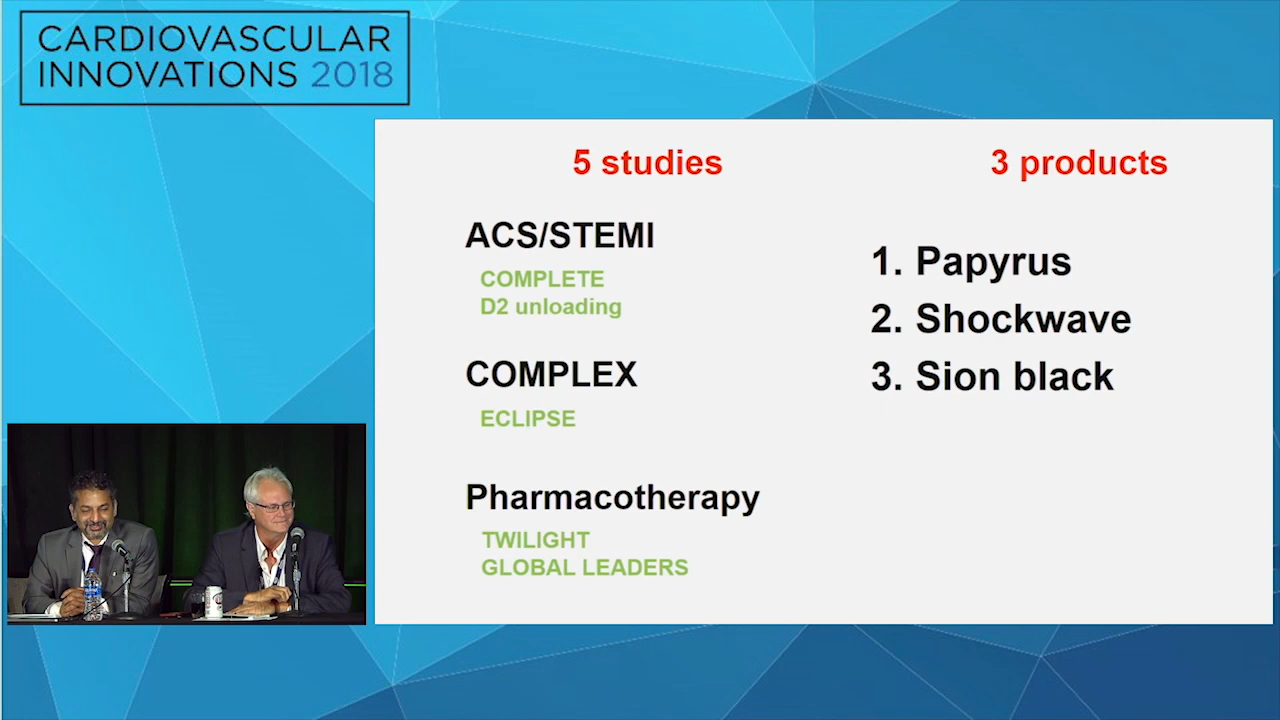 CARDIOVASCULAR
INNOVATIONS 2018
5 studies
ACS/STEMI
COMPLETE
D2 unloading
COMPLEX
ECLIPSE
Pharmacotherapy
TWILIGHT
GLOBAL LEADERS
3 products
1. Papyrus
2. Shockwave
3. Sion black